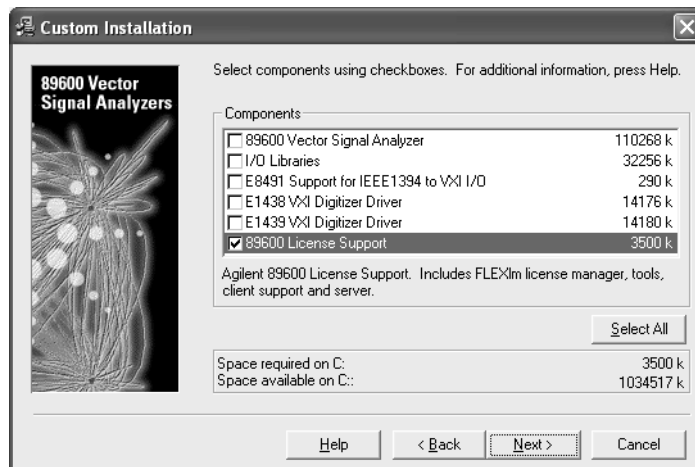 Custom Installation
89600 Vector
Signal Analyzers
Select components using checkboxes. For additional information, press Help.
Components
89600 Vector Signal Analyzer 110268 k
I/O Libraries 32256 k
E8491 Support for IEEE1394 to VXI I/O 290 k
E1438 VXI Digitizer Driver 14176 k
E1439 VXI Digitizer Driver 14180 k
89600 License Support 3500 k
Agilent 89600 License Support. Includes FLEXlm license manager, tools,
client support and server.
Select All
Space required on C: 3500 k
Space available on C:: 1034517 k
Help < Back Next > Cancel